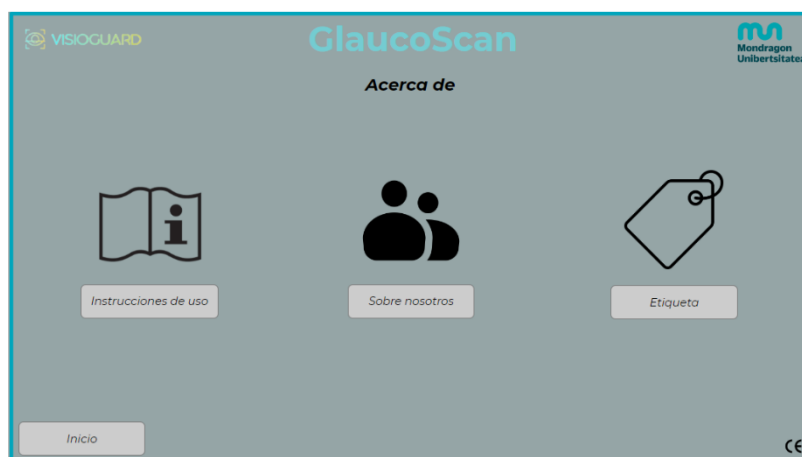 VISIOGUARD
GlaucoScan
Mondragon
Unibertsitatea
Acerca de
i
Instrucciones de uso
Sobre nosotros
Etiqueta
Inicio
CE